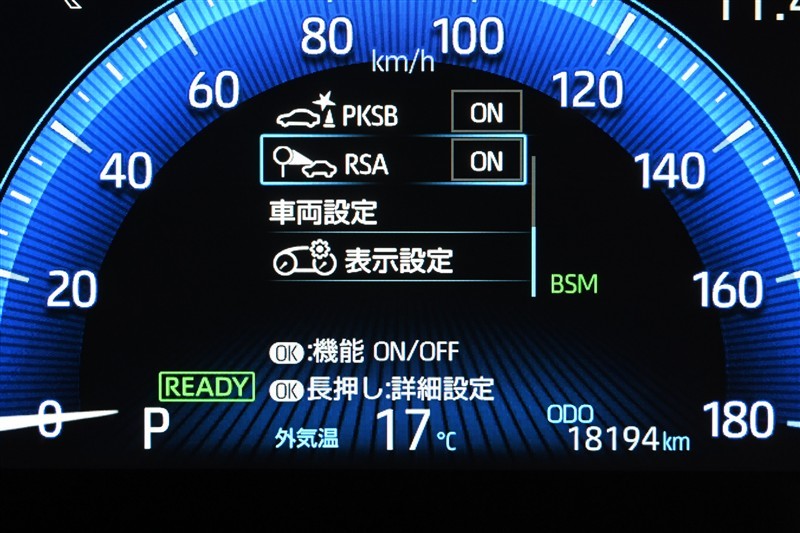 80
100
km/h
60
120
PKSB ON
40
RSA ON
140
車両設定
表示設定
20
BSM
160
OK:機能 ON/OFF
READY
OK長押し:詳細設定
0
P
外気温 17℃
ODO
18194km
180